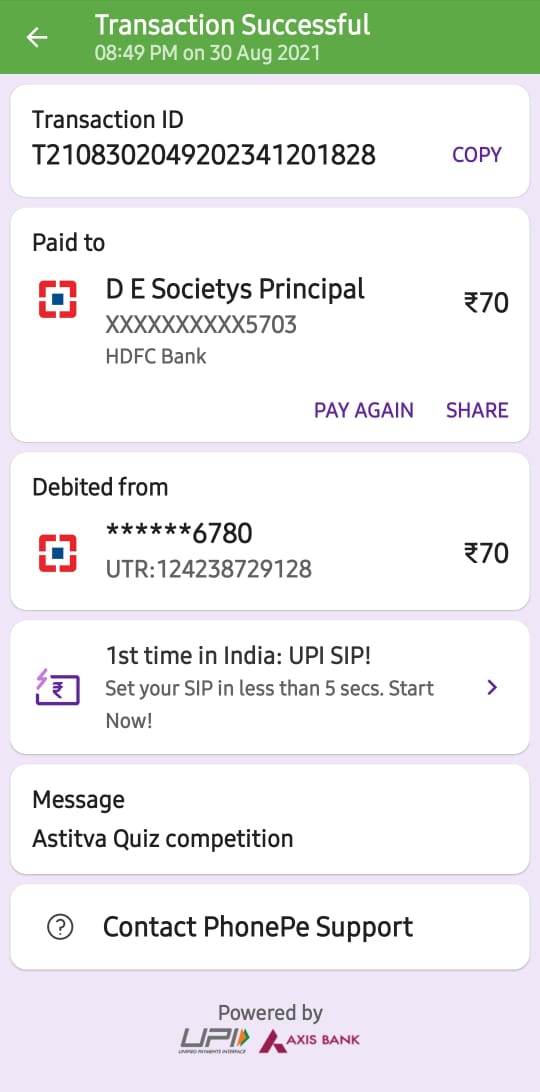 Transaction Successful
08:49 PM on 30 Aug 2021
Transaction ID
T2108302049202341201828
COPY
Paid to
D E Societys Principal
₹70
XXXXXXXXXX5703
HDFC Bank
PAY AGAIN SHARE
Debited from
******6780
₹70
UTR:124238729128
1st time in India: UPI SIP!
Set your SIP in less than 5 secs. Start
Now!
Message
Astitva Quiz competition
Contact PhonePe Support
Powered by
UPI
UNIFIED PAYMENTS INTERFACE
AXIS BANK